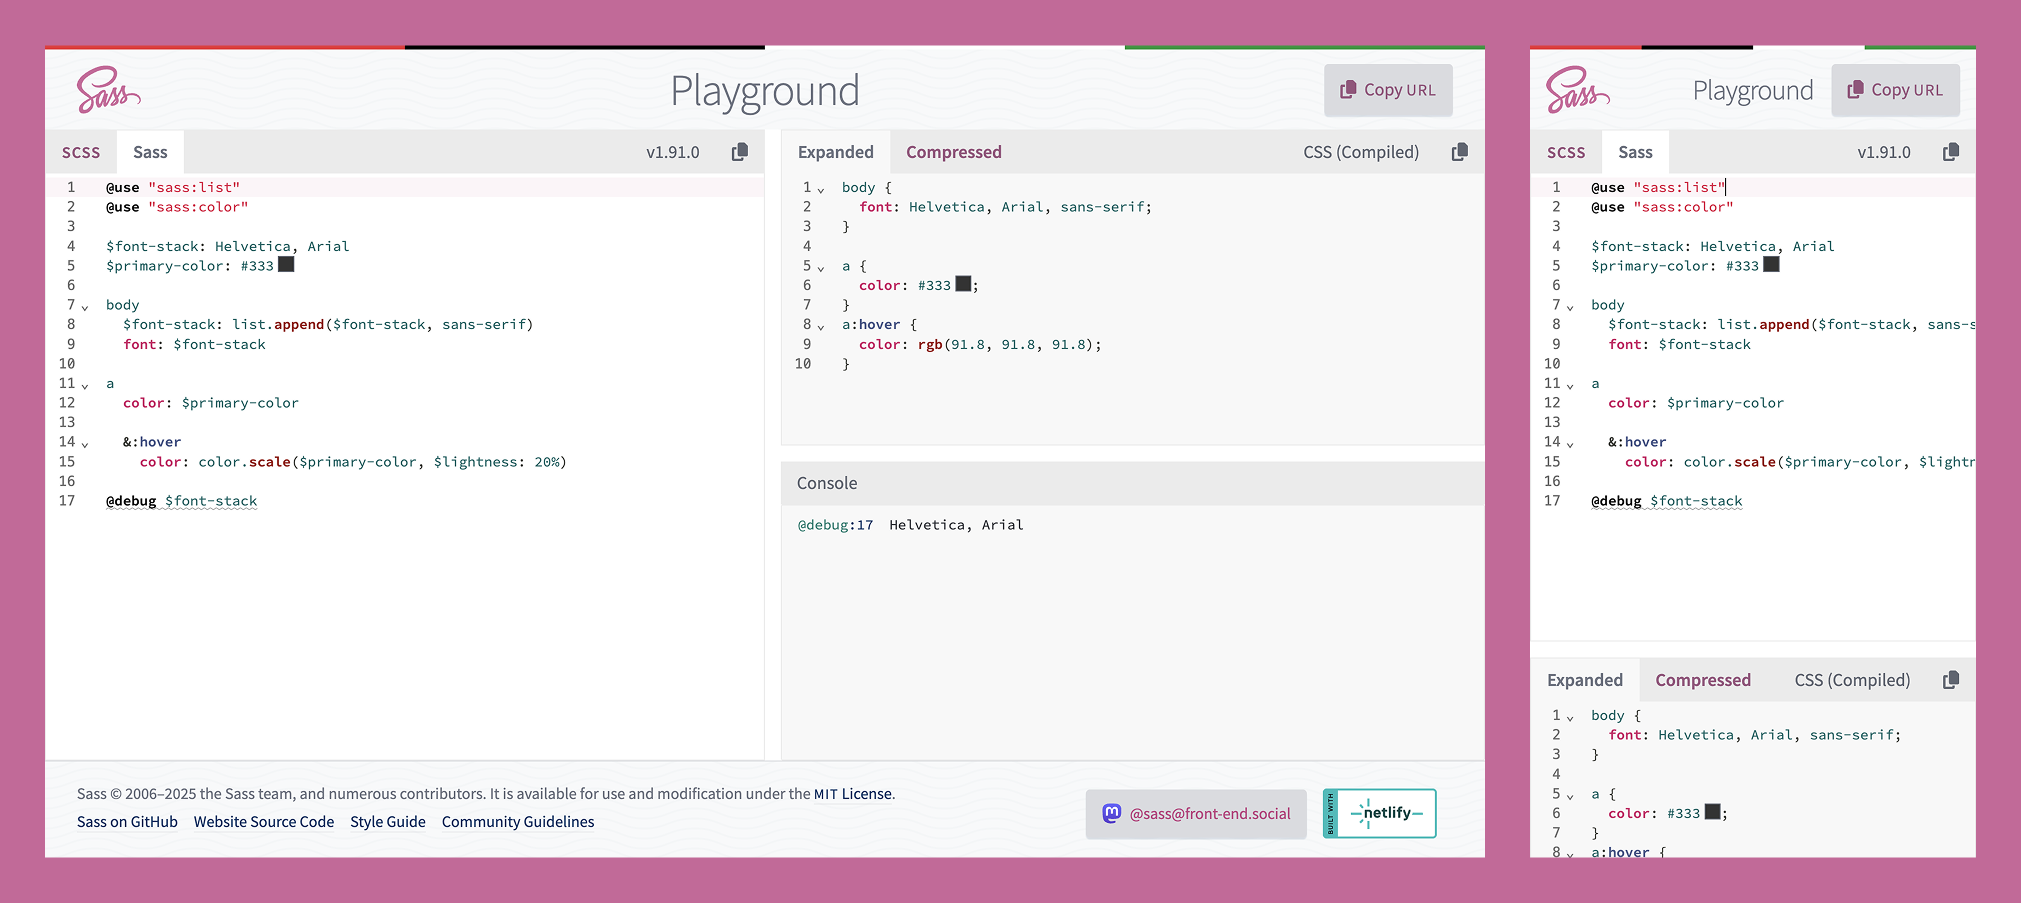 Sass
Playground
Copy URL
SCSS Sass v1.91.0
1 @use "sass:list"
2 @use "sass:color"
3
4 $font-stack: Helvetica, Arial
5 $primary-color: #333
6
7 body
8 $font-stack: list.append($font-stack, sans-serif)
9 font: $font-stack
10
11 a
12 color: $primary-color
13
14 &:hover
15 color: color.scale($primary-color, $lightness: 20%)
16
17 @debug $font-stack
Expanded Compressed CSS (Compiled)
1 body {
2 font: Helvetica, Arial, sans-serif;
3 }
4
5 a {
6 color: #333;
7 }
8 a:hover {
9 color: rgb(91.8, 91.8, 91.8);
10 }
Console
@debug:17 Helvetica, Arial
Sass © 2006–2025 the Sass team, and numerous contributors. It is available for use and modification under the MIT License.
Sass on GitHub Website Source Code Style Guide Community Guidelines
@sass@front-end.social
BUILT WITH
netlify
Sass
Playground
Copy URL
SCSS Sass v1.91.0
1 @use "sass:list"
2 @use "sass:color"
3
4 $font-stack: Helvetica, Arial
5 $primary-color: #333
6
7 body
8 $font-stack: list.append($font-stack, sans-s
9 font: $font-stack
10
11 a
12 color: $primary-color
13
14 &:hover
15 color: color.scale($primary-color, $lightn
16
17 @debug $font-stack
Expanded Compressed CSS (Compiled)
1 body {
2 font: Helvetica, Arial, sans-serif;
3 }
4
5 a {
6 color: #333;
7 }
8 a:hover {